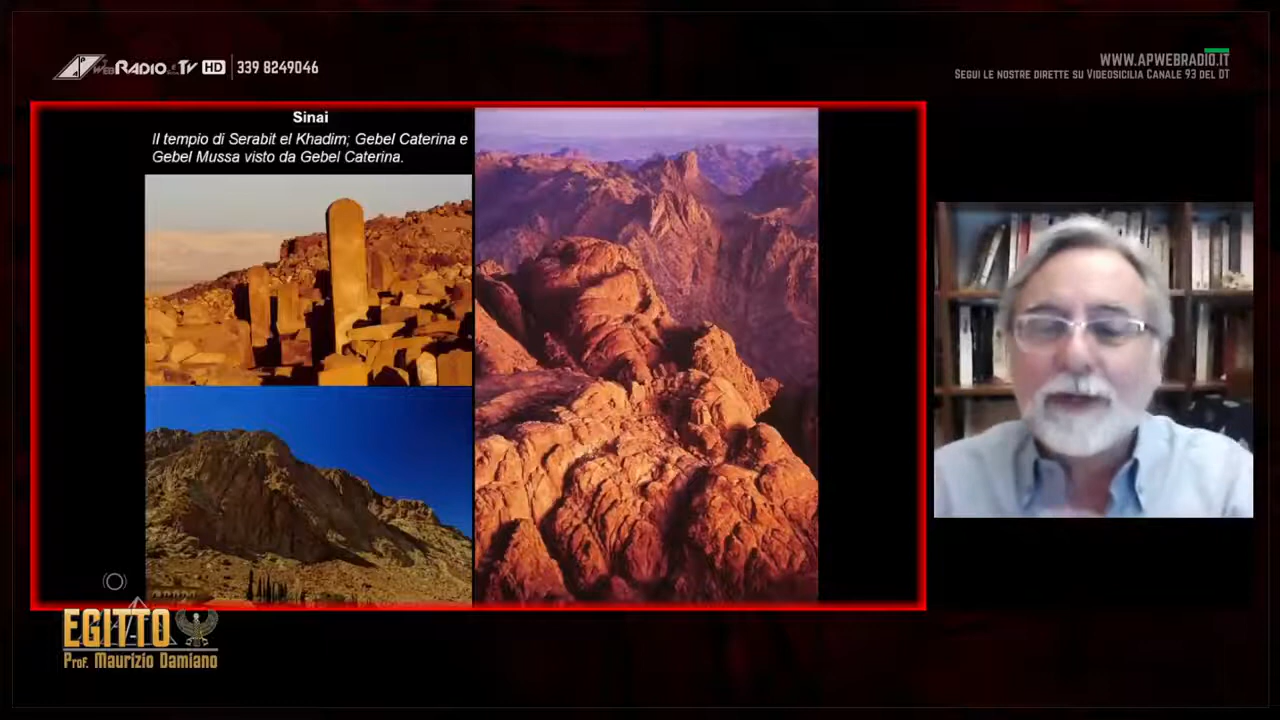 RADIO E TV HD 339 8249046
WWW.APWEBRADIO.IT
SEGUI LE NOSTRE DIRETTE SU VIDEOSICILIA CANALE 93 DEL DT
Sinai
Il tempio di Serabit el Khadim; Gebel Caterina e
Gebel Mussa visto da Gebel Caterina.
EGITTO
Prof. Maurizio Damiano